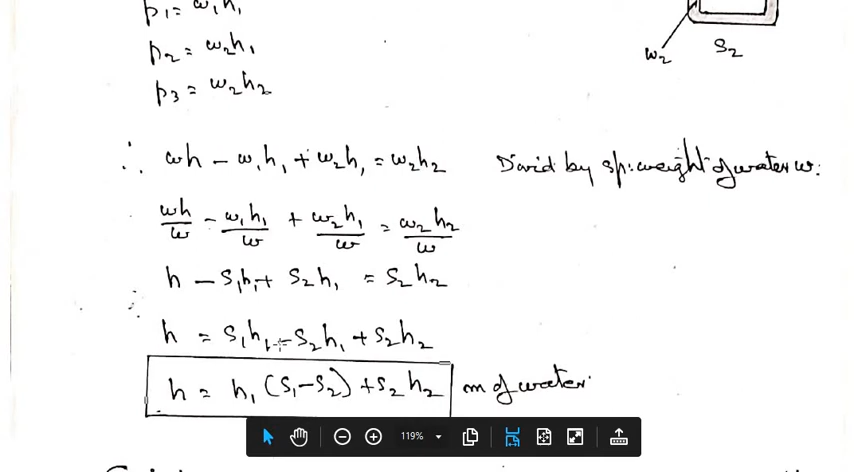 p₁ = w₁h₁
w₂ S₂
p₂ = w₂h₁
p₃ = w₂h₂
∴ wh − w₁h₁ + w₂h₁ = w₂h₂ Divid by sp. weight of water w.
wh/w − w₁h₁/w + w₂h₁/w = w₂h₂/w
h − S₁h₁ + S₂h₁ = S₂h₂
∴
h = S₁h₁ − S₂h₁ + S₂h₂
h = h₁ (S₁−S₂) + S₂h₂ m of water.
119%